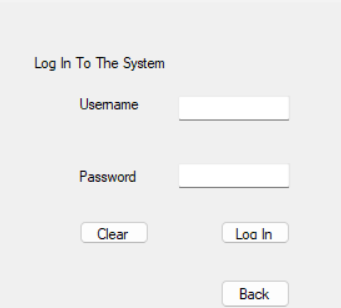 Log In To The System
Username
Password
Clear
Log In
Back